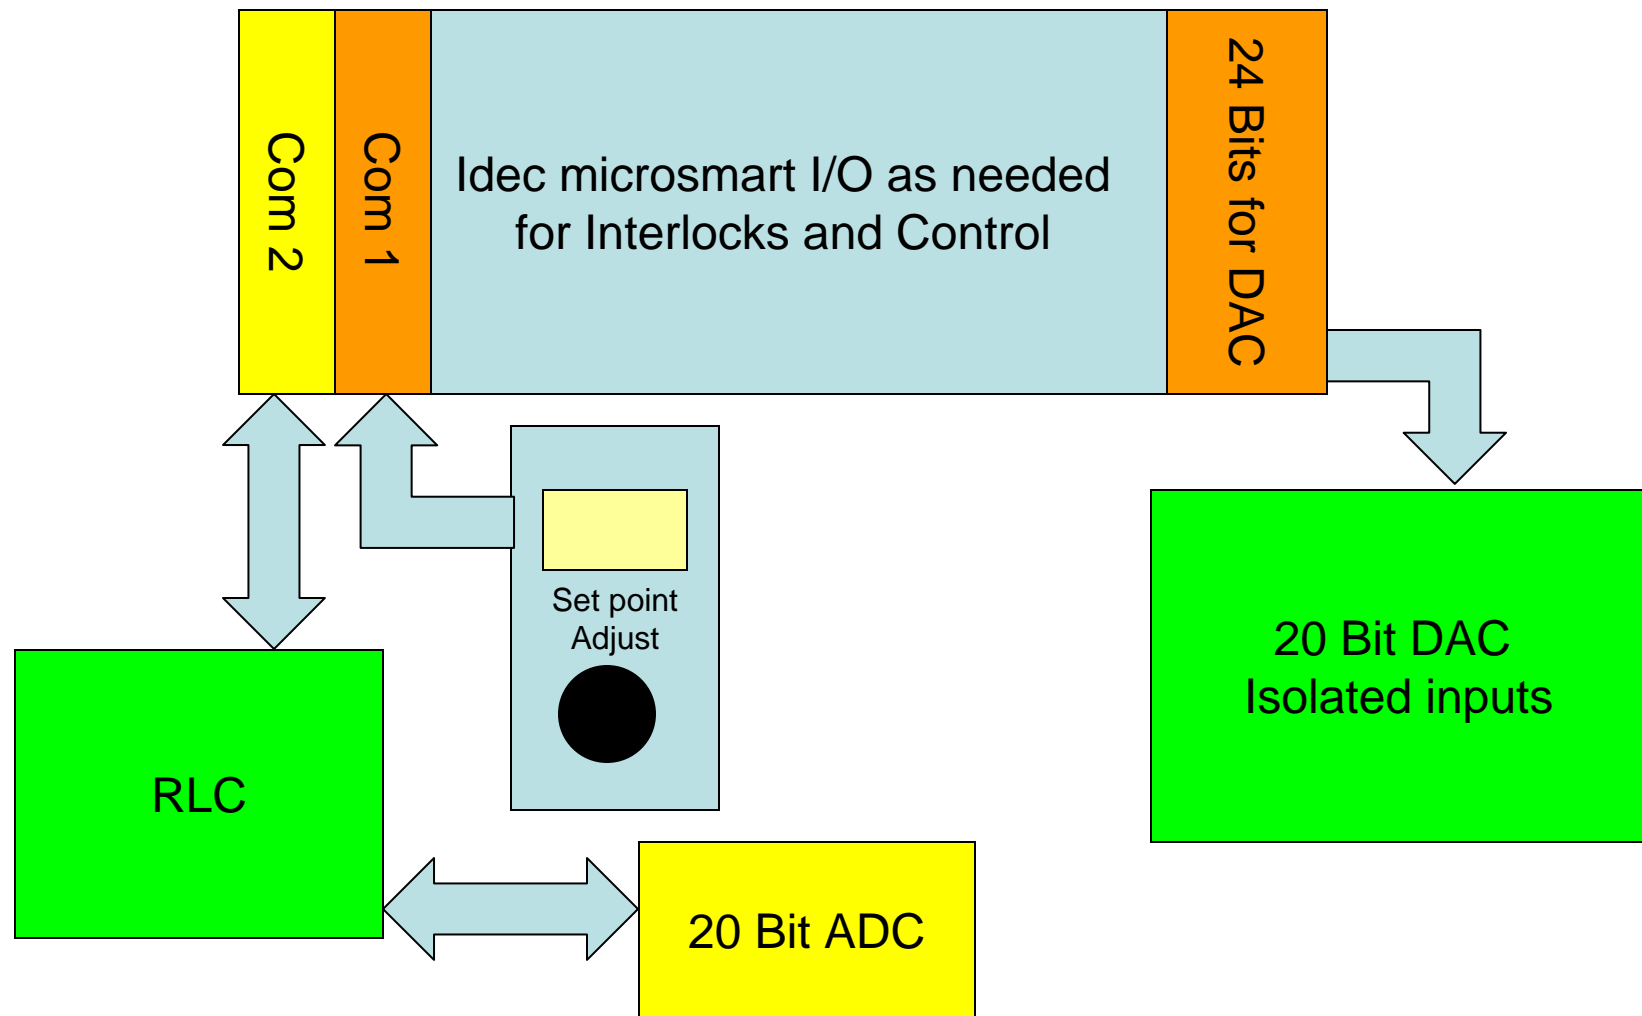 Com 2
Com 1
Idec microsmart I/O as needed
for Interlocks and Control
24 Bits for DAC
Set point
Adjust
20 Bit DAC
Isolated inputs
RLC
20 Bit ADC